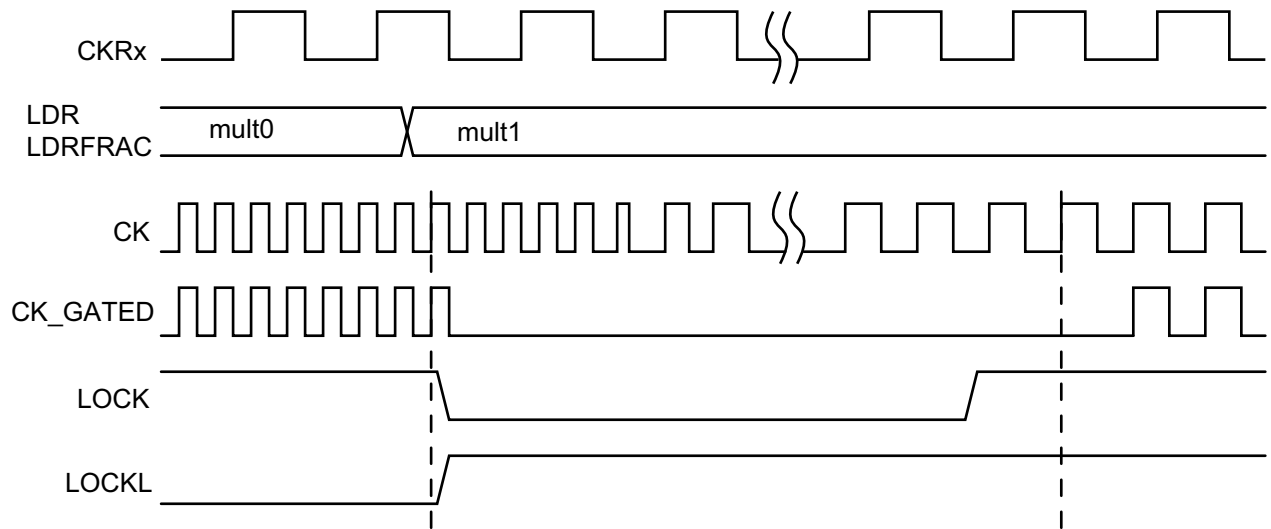 CKRx
LDR
LDRFRAC
mult0
mult1
CK
CK_GATED
LOCK
LOCKL